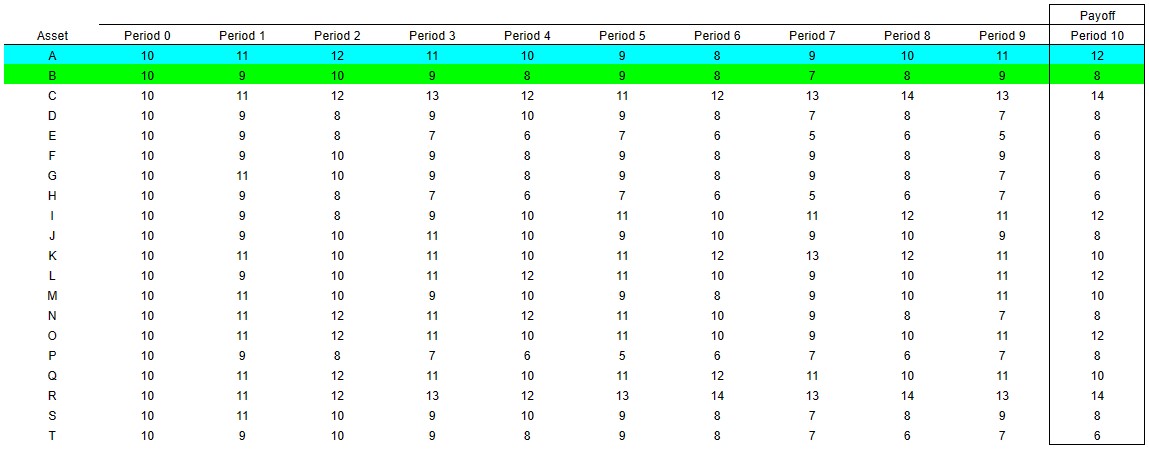 Payoff
Asset Period 0 Period 1 Period 2 Period 3 Period 4 Period 5 Period 6 Period 7 Period 8 Period 9 Period 10
A 10 11 12 11 10 9 8 9 10 11 12
B 10 9 10 9 8 9 8 7 8 9 8
C 10 11 12 13 12 11 12 13 14 13 14
D 10 9 8 9 10 9 8 7 8 7 8
E 10 9 8 7 6 7 6 5 6 5 6
F 10 9 10 9 8 9 8 9 8 9 8
G 10 11 10 9 8 9 8 9 8 7 6
H 10 9 8 7 6 7 6 5 6 7 6
I 10 9 8 9 10 11 10 11 12 11 12
J 10 9 10 11 10 9 10 9 10 9 8
K 10 11 10 11 10 11 12 13 12 11 10
L 10 9 10 11 12 11 10 9 10 11 12
M 10 11 10 9 10 9 8 9 10 11 10
N 10 11 12 11 12 11 10 9 8 7 8
O 10 11 12 11 10 11 10 9 10 11 12
P 10 9 8 7 6 5 6 7 6 7 8
Q 10 11 12 11 10 11 12 11 10 11 10
R 10 11 12 13 12 13 14 13 14 13 14
S 10 11 10 9 10 9 8 7 8 9 8
T 10 9 10 9 8 9 8 7 6 7 6